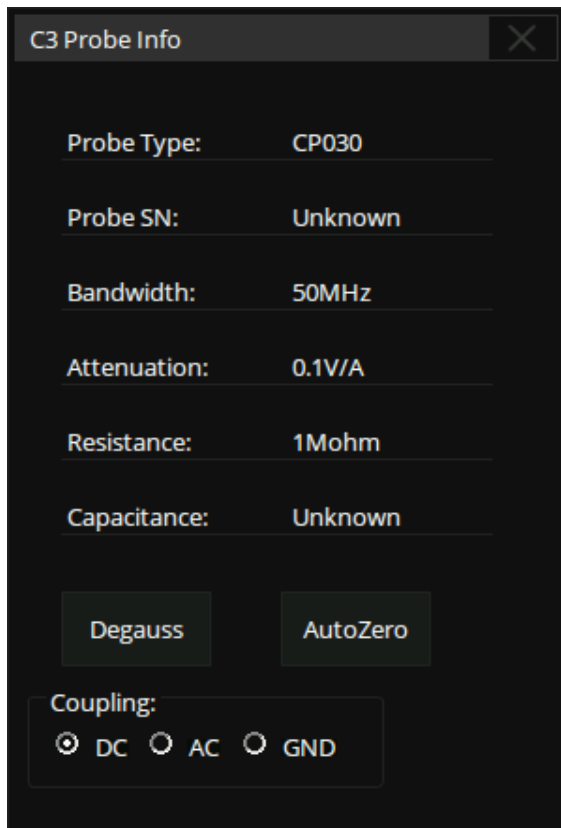 C3 Probe Info
Probe Type: CP030
Probe SN: Unknown
Bandwidth: 50MHz
Attenuation: 0.1V/A
Resistance: 1Mohm
Capacitance: Unknown
Degauss AutoZero
Coupling:
DC AC GND